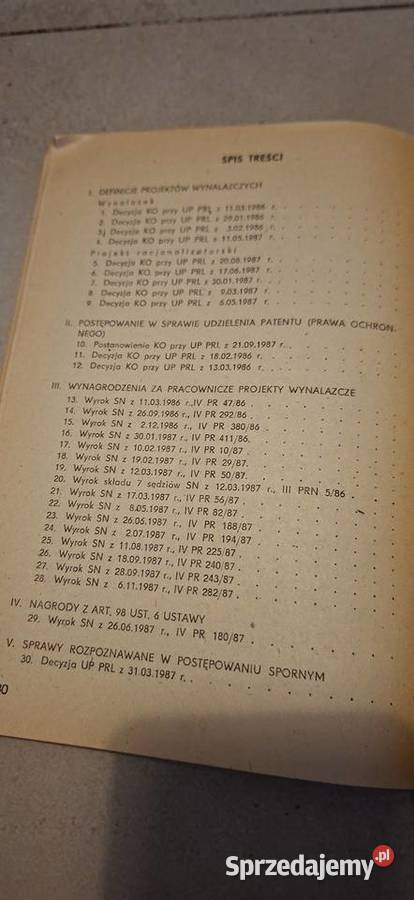 SPIS TREŚCI
I. DEFINICJE PROJEKTÓW WYNALAZCZYCH
Wynalazek
1. Decyzja KO przy UP PRL z 11.03.1986 r.
2. Decyzja KO przy UP PRL z 29.01.1986 r.
3. Decyzja KO przy UP PRL z 3.02.1986 r.
4. Decyzja KO przy UP PRL z 11.05.1987 r.
Projekt racjonalizatorski
5. Decyzja KO przy UP PRL z 20.08.1987 r.
6. Decyzja KO przy UP PRL z 17.06.1987 r.
7. Decyzja KO przy UP PRL z 30.01.1987 r.
8. Decyzja KO przy UP PRL z 9.03.1987 r.
9. Decyzja KO przy UP PRL z 6.05.1987 r.
II. POSTĘPOWANIE W SPRAWIE UDZIELENIA PATENTU (PRAWA OCHRON-
NEGO)
10. Postanowienie KO przy UP PRL z 21.09.1987 r.
11. Decyzja KO przy UP PRL z 18.02.1986 r.
12. Decyzja KO przy UP PRL z 13.03.1986 r.
III. WYNAGRODZENIA ZA PRACOWNICZE PROJEKTY WYNALAZCZE
13. Wyrok SN z 11.03.1986 r., IV PR 47/86
14. Wyrok SN z 26.09.1986 r., IV PR 292/86
15. Wyrok SN z 2.12.1986 r., IV PR 380/86
16. Wyrok SN z 30.01.1987 r., IV PR 411/86
17. Wyrok SN z 10.02.1987 r., IV PR 10/87
18. Wyrok SN z 19.02.1987 r., IV PR 29/87
19. Wyrok SN z 12.03.1987 r., IV PR 50/87
20. Wyrok składu 7 sędziów SN z 12.03.1987 r., III PRN 5/86
21. Wyrok SN z 17.03.1987 r., IV PR 56/87
22. Wyrok SN z 8.05.1987 r., IV PR 82/87
23. Wyrok SN z 26.06.1987 r., IV PR 188/87
24. Wyrok SN z 2.07.1987 r., IV PR 194/87
25. Wyrok SN z 11.08.1987 r., IV PR 225/87
26. Wyrok SN z 18.09.1987 r., IV PR 240/87
27. Wyrok SN z 28.09.1987 r., IV PR 243/87
28. Wyrok SN z 6.11.1987 r., IV PR 282/87
IV. NAGRODY Z ART. 98 UST. 6 USTAWY
29. Wyrok SN z 26.06.1987 r., IV PR 180/87
V. SPRAWY ROZPOZNAWANE W POSTĘPOWANIU SPORNYM
30. Decyzja UP PRL z 31.03.1987 r.
Sprzedajemy.pl